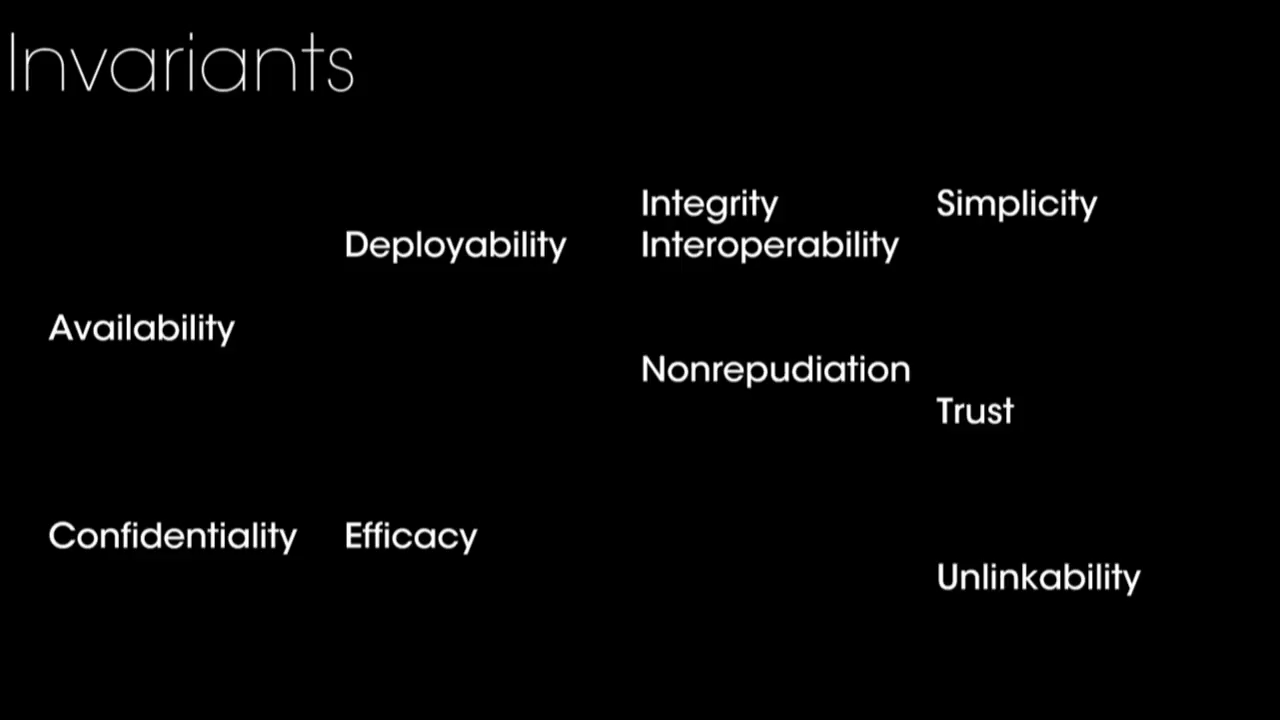 Invariants
Availability
Confidentiality
Deployability
Efficacy
Integrity
Interoperability
Nonrepudiation
Simplicity
Trust
Unlinkability